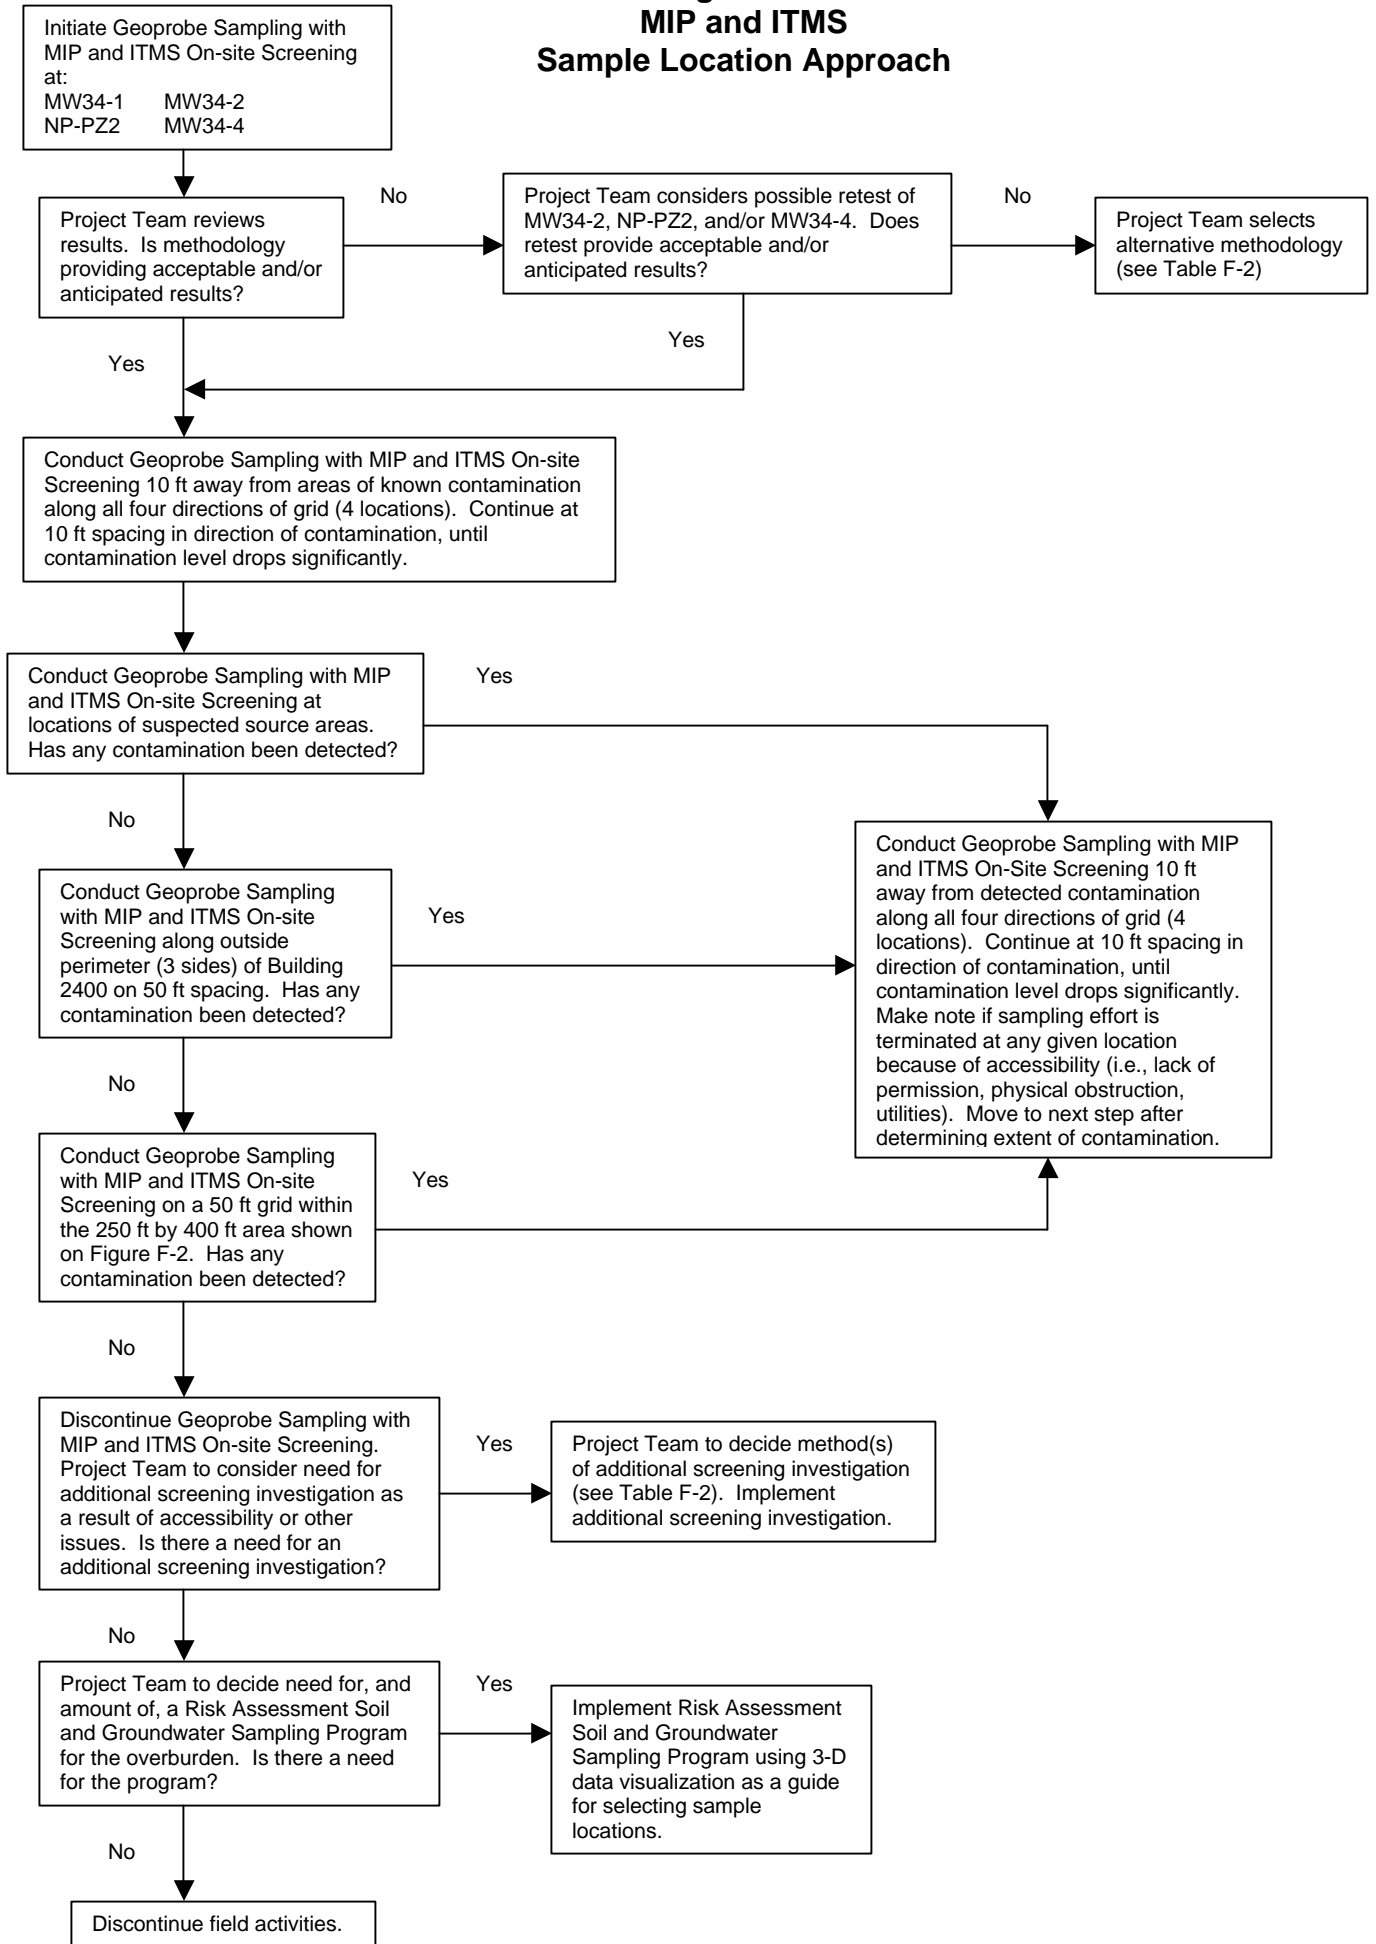 MIP and ITMS
Sample Location Approach
Initiate Geoprobe Sampling with
MIP and ITMS On-site Screening
at:
MW34-1 MW34-2
NP-PZ2 MW34-4
No
No
Project Team reviews
results. Is methodology
providing acceptable and/or
anticipated results?
Project Team considers possible retest of
MW34-2, NP-PZ2, and/or MW34-4. Does
retest provide acceptable and/or
anticipated results?
Project Team selects
alternative methodology
(see Table F-2)
Yes
Yes
Conduct Geoprobe Sampling with MIP and ITMS On-site
Screening 10 ft away from areas of known contamination
along all four directions of grid (4 locations). Continue at
10 ft spacing in direction of contamination, until
contamination level drops significantly.
Conduct Geoprobe Sampling with MIP
and ITMS On-site Screening at
locations of suspected source areas.
Has any contamination been detected?
Yes
No
Conduct Geoprobe Sampling
with MIP and ITMS On-site
Screening along outside
perimeter (3 sides) of Building
2400 on 50 ft spacing. Has any
contamination been detected?
Yes
Conduct Geoprobe Sampling with MIP
and ITMS On-Site Screening 10 ft
away from detected contamination
along all four directions of grid (4
locations). Continue at 10 ft spacing in
direction of contamination, until
contamination level drops significantly.
Make note if sampling effort is
terminated at any given location
because of accessibility (i.e., lack of
permission, physical obstruction,
utilities). Move to next step after
determining extent of contamination.
No
Conduct Geoprobe Sampling
with MIP and ITMS On-site
Screening on a 50 ft grid within
the 250 ft by 400 ft area shown
on Figure F-2. Has any
contamination been detected?
Yes
No
Discontinue Geoprobe Sampling with
MIP and ITMS On-site Screening.
Project Team to consider need for
additional screening investigation as
a result of accessibility or other
issues. Is there a need for an
additional screening investigation?
Yes
Project Team to decide method(s)
of additional screening investigation
(see Table F-2). Implement
additional screening investigation.
No
Project Team to decide need for, and
amount of, a Risk Assessment Soil
and Groundwater Sampling Program
for the overburden. Is there a need
for the program?
Yes
Implement Risk Assessment
Soil and Groundwater
Sampling Program using 3-D
data visualization as a guide
for selecting sample
locations.
No
Discontinue field activities.